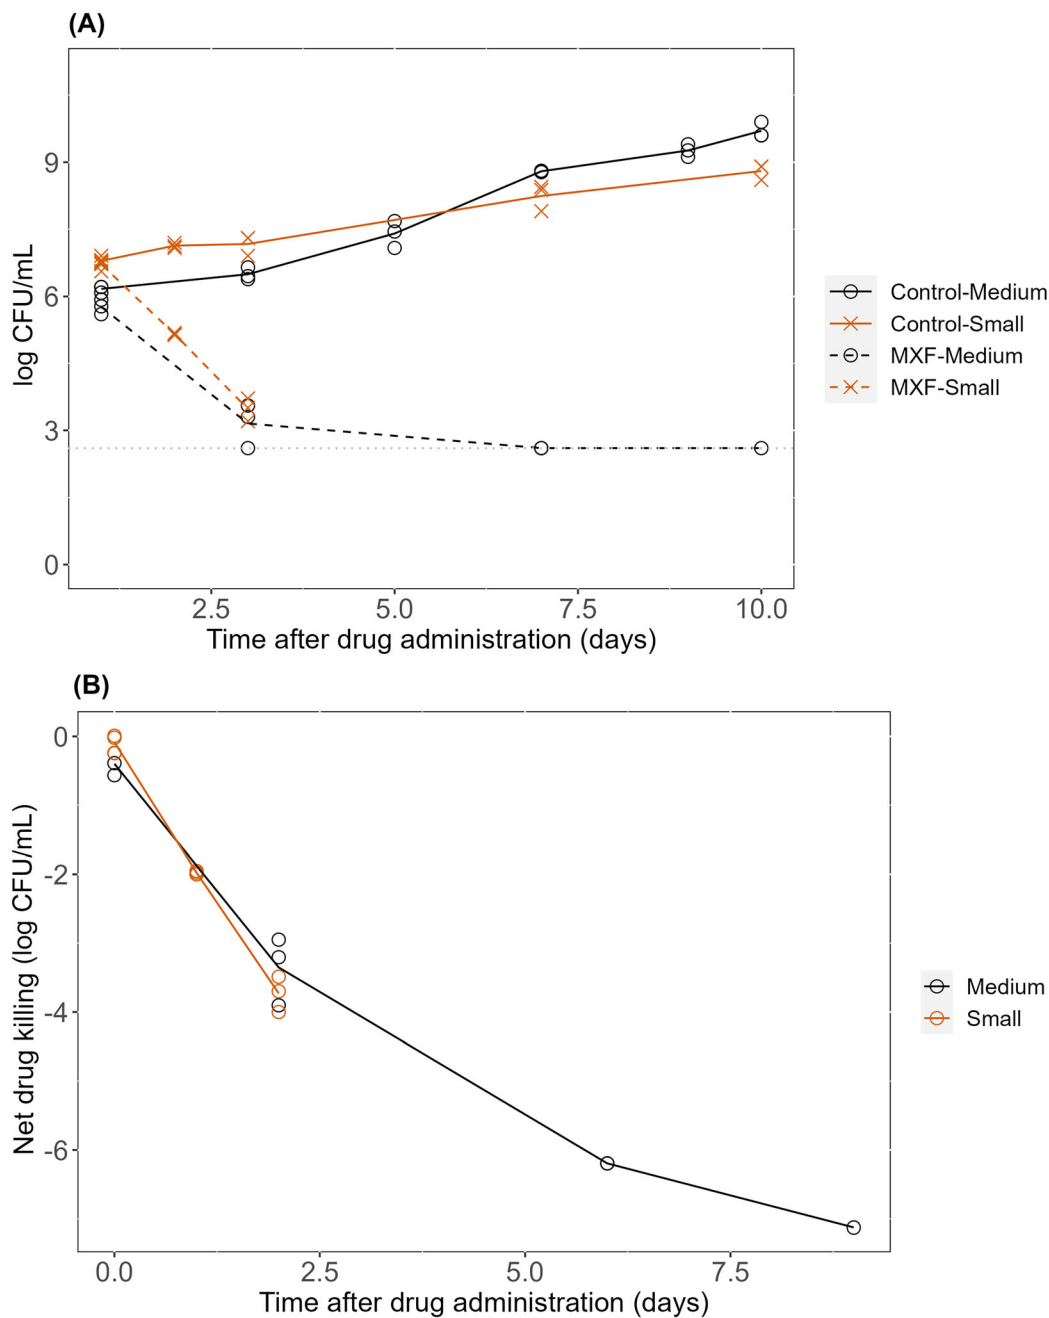 (A)
log CFU/mL
9
6
3
0
2.5 5.0 7.5 10.0
Time after drug administration (days)
Control-Medium
Control-Small
MXF-Medium
MXF-Small
(B)
Net drug killing (log CFU/mL)
0
-2
-4
-6
0.0 2.5 5.0 7.5
Time after drug administration (days)
Medium
Small